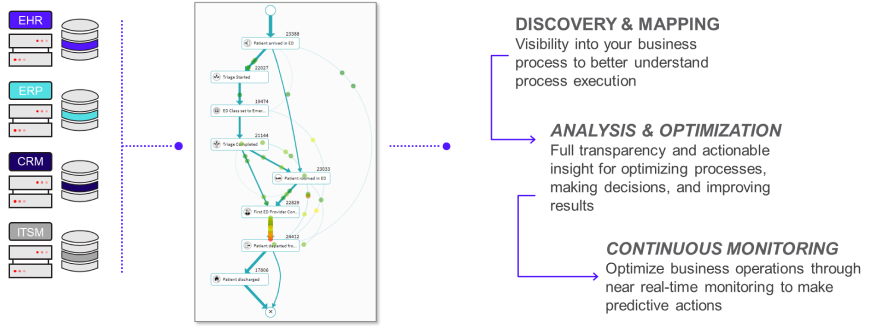 EHR
ERP
CRM
ITSM
23388
Patient arrived in ED
22027
Triage Started
19474
ED Class set to Emer...
21144
Triage Completed
23033
Patient roomed in ED
22829
First ED Provider Con...
24412
Patient departed fro...
17806
Patient discharged
DISCOVERY & MAPPING
Visibility into your business
process to better understand
process execution
ANALYSIS & OPTIMIZATION
Full transparency and actionable
insight for optimizing processes,
making decisions, and improving
results
CONTINUOUS MONITORING
Optimize business operations through
near real-time monitoring to make
predictive actions